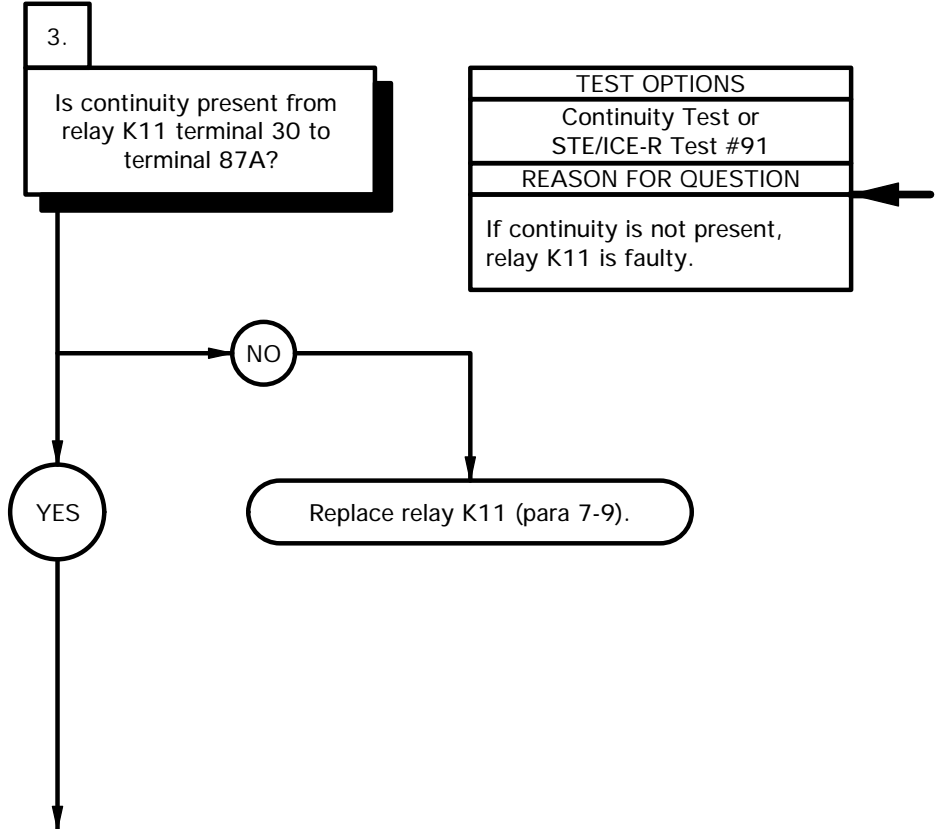 3.
Is continuity present from
relay K11 terminal 30 to
terminal 87A?
TEST OPTIONS
Continuity Test or
STE/ICE-R Test #91
REASON FOR QUESTION
If continuity is not present,
relay K11 is faulty.
NO
YES
Replace relay K11 (para 7-9).